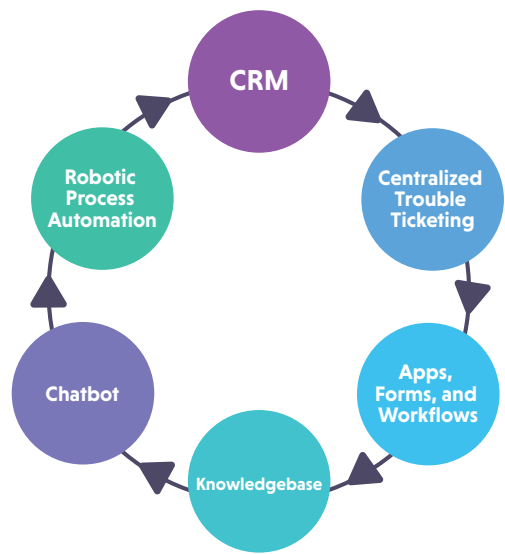 CRM
Centralized
Trouble
Ticketing
Apps,
Forms, and
Workflows
Knowledgebase
Chatbot
Robotic
Process
Automation